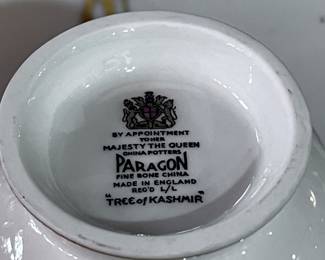 BY APPOINTMENT
TO HER
MAJESTY THE QUEEN
CHINA POTTERS
PARAGON
FINE BONE CHINA
MADE IN ENGLAND
REG'D L/C
"TREE OF KASHMIR"